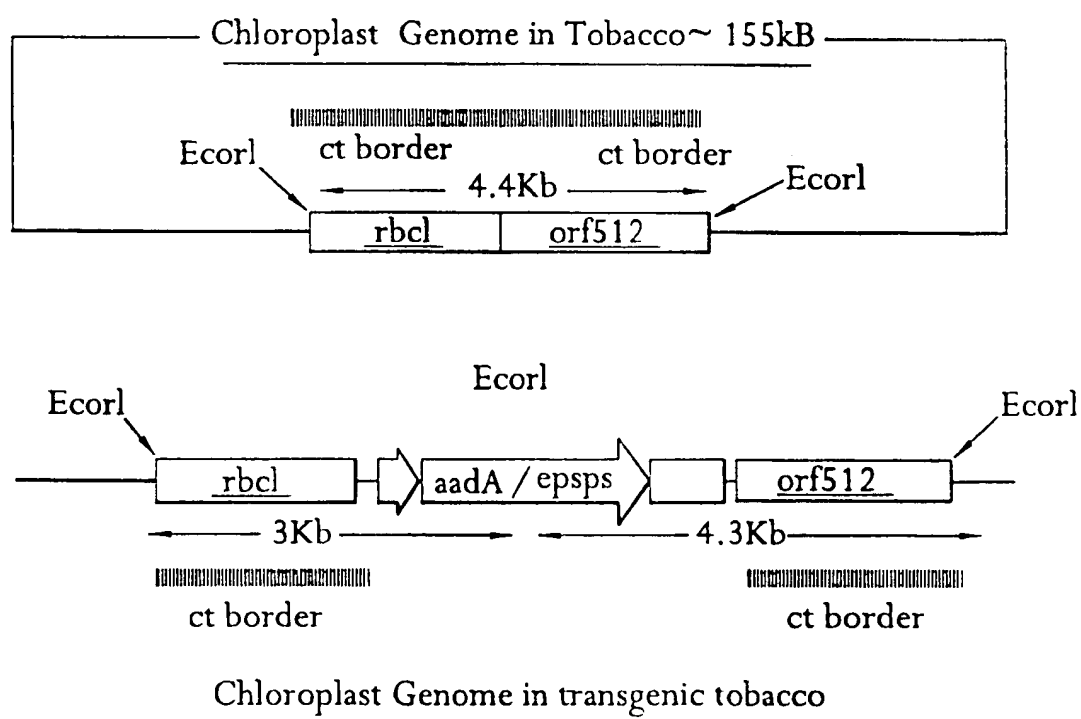 Chloroplast Genome in Tobacco~ 155kB
ct border
ct border
Ecorl
Ecorl
4.4Kb
rbcl
orf512
Ecorl
Ecorl
Ecorl
rbcl
aadA / epsps
orf512
3Kb
4.3Kb
ct border
ct border
Chloroplast Genome in transgenic tobacco